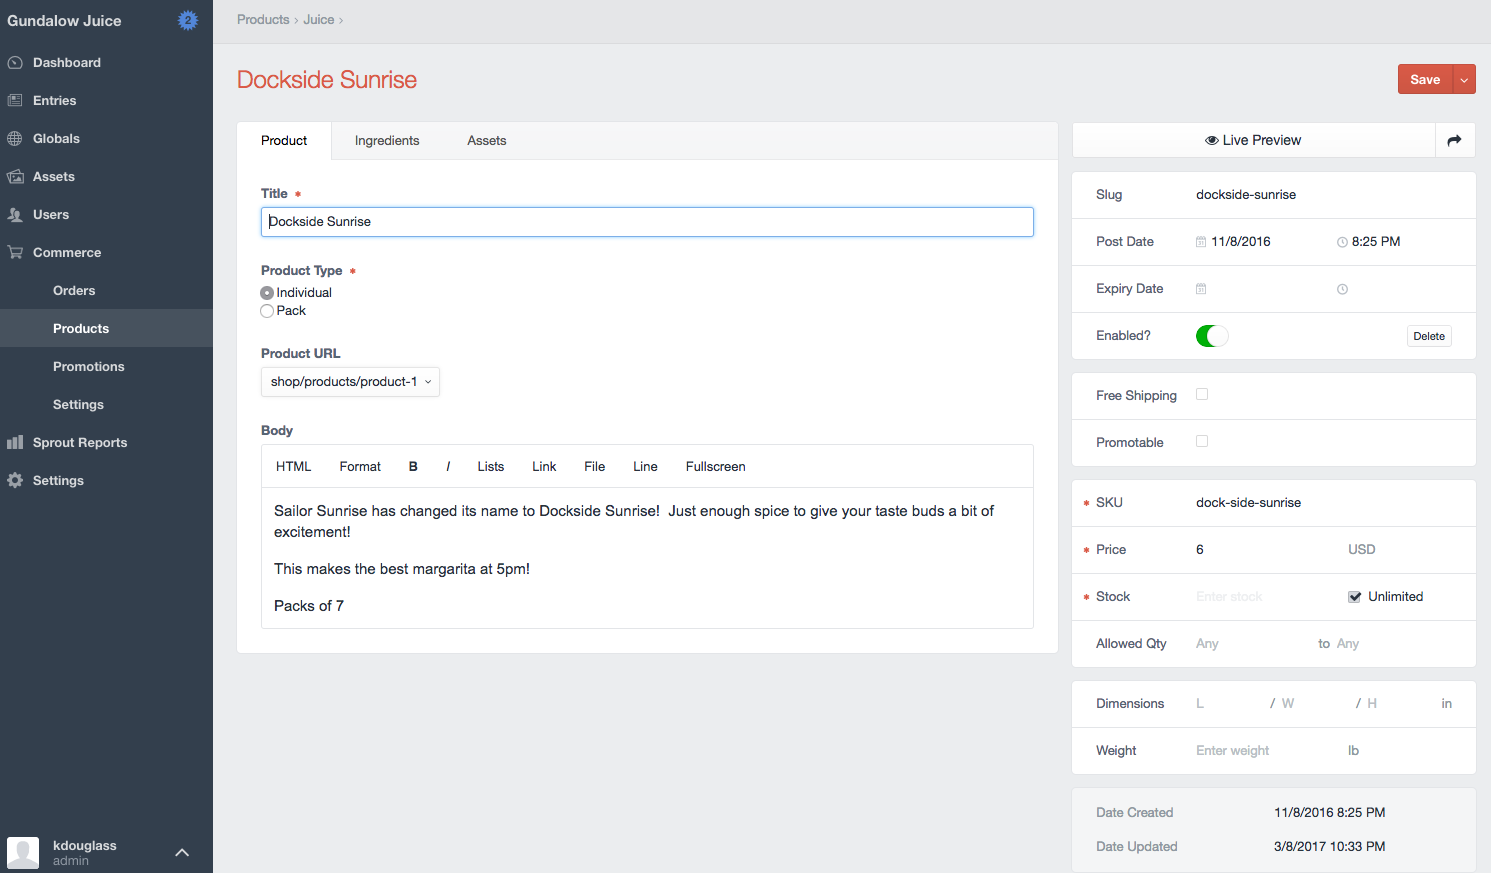 Gundalow Juice
2
Dashboard
Entries
Globals
Assets
Users
Commerce
Orders
Products
Promotions
Settings
Sprout Reports
Settings
kdouglass
admin
Products › Juice ›
Dockside Sunrise
Save
Product
Ingredients
Assets
Title *
Dockside Sunrise
Product Type *
Individual
Pack
Product URL
shop/products/product-1
Body
HTML Format B I Lists Link File Line Fullscreen
Sailor Sunrise has changed its name to Dockside Sunrise! Just enough spice to give your taste buds a bit of
excitement!
This makes the best margarita at 5pm!
Packs of 7
Live Preview
Slug dockside-sunrise
Post Date 31 11/8/2016 8:25 PM
Expiry Date 31
Enabled? Delete
Free Shipping
Promotable
* SKU dock-side-sunrise
* Price 6 USD
* Stock Enter stock Unlimited
Allowed Qty Any to Any
Dimensions L / W / H in
Weight Enter weight lb
Date Created 11/8/2016 8:25 PM
Date Updated 3/8/2017 10:33 PM